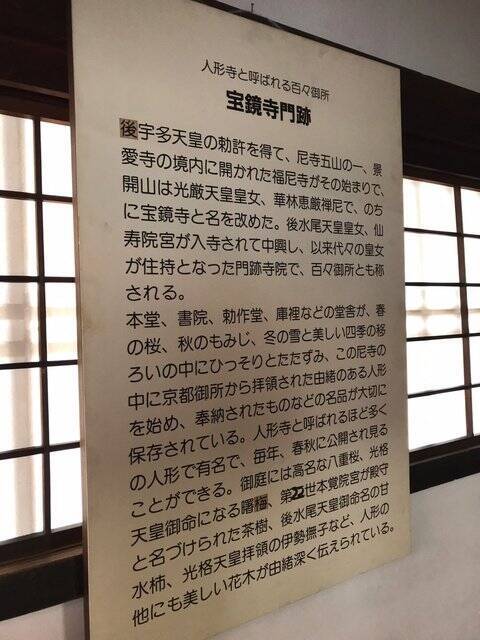 人形寺と呼ばれる百々御所
宝鏡寺門跡
後宇多天皇の勅許を得て、尼寺五山の一、景
愛寺の境内に開かれた福尼寺がその始まりで、
開山は光厳天皇皇女、華林恵厳禅尼で、のち
に宝鏡寺と名を改めた。後水尾天皇皇女、仙
寿院宮が入寺されて中興し、以来代々の皇女
が住持となった門跡寺院で、百々御所とも称
される。
本堂、書院、勅作堂、庫裡などの堂舎が、春
の桜、秋のもみじ、冬の雪と美しい四季の移
ろいの中にひっそりとたたずみ、この尼寺の
中に京都御所から拝領された由緒のある人形
を始め、奉納されたものなどの名品が大切に
保存されている。人形寺と呼ばれるほど多く
の人形で有名で、毎年、春秋に公開され見る
ことができる。御庭には高名な八重桜、光格
天皇御命になる曙梅、第22世本覚院宮が殿守
と名づけられた茶樹、後水尾天皇御命名の甘
水柿、光格天皇拝領の伊勢撫子など、人形の
他にも美しい花木が由緒深く伝えられている。